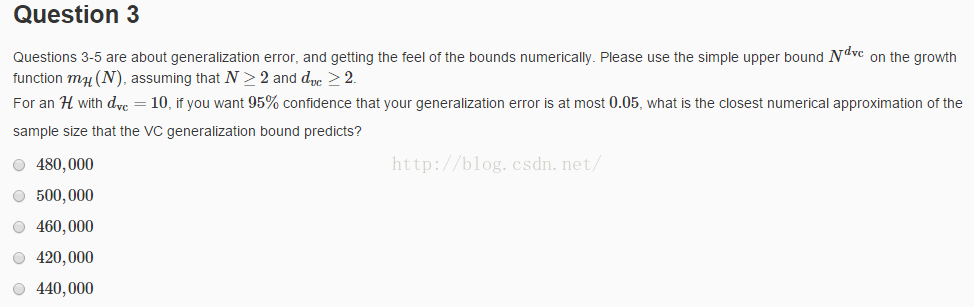 Question 3
Questions 3-5 are about generalization error, and getting the feel of the bounds numerically. Please use the simple upper bound $N^{d_{vc}}$ on the growth
function $m_{\mathcal{H}}(N)$, assuming that $N \geq 2$ and $d_{vc} \geq 2$.
For an $\mathcal{H}$ with $d_{vc} = 10$, if you want 95% confidence that your generalization error is at most 0.05, what is the closest numerical approximation of the
sample size that the VC generalization bound predicts?
http://blog.csdn.net/
480,000
500,000
460,000
420,000
440,000